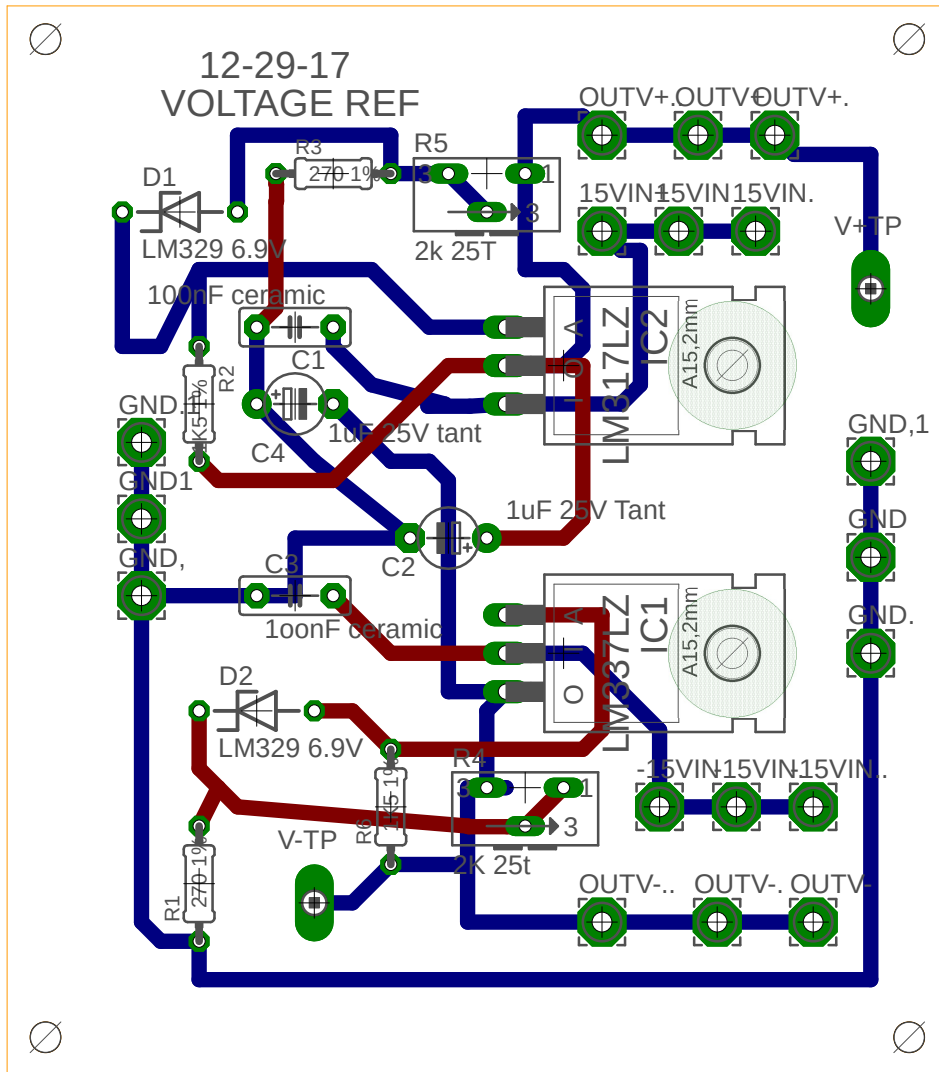 12-29-17
VOLTAGE REF
OUTV+.
OUTV+
OUTV+.
R3
270 1%
R5
3
1
3
2k 25T
D1
LM329 6.9V
15VIN+
15VIN
15VIN.
V+TP
100nF ceramic
C1
R2
1K5 1%
A
O
I
LM317LZ
IC2
A15,2mm
GND.
GND1
GND,
+
C4
1uF 25V tant
GND,1
GND
GND.
1uF 25V Tant
C2
+
C3
1oonF ceramic
A
I
O
LM337LZ
IC1
A15,2mm
D2
LM329 6.9V
R4
3
1
3
2K 25t
-15VIN
-15VIN
-15VIN..
R6
1K5 1%
V-TP
R1
270 1%
OUTV-..
OUTV-.
OUTV-